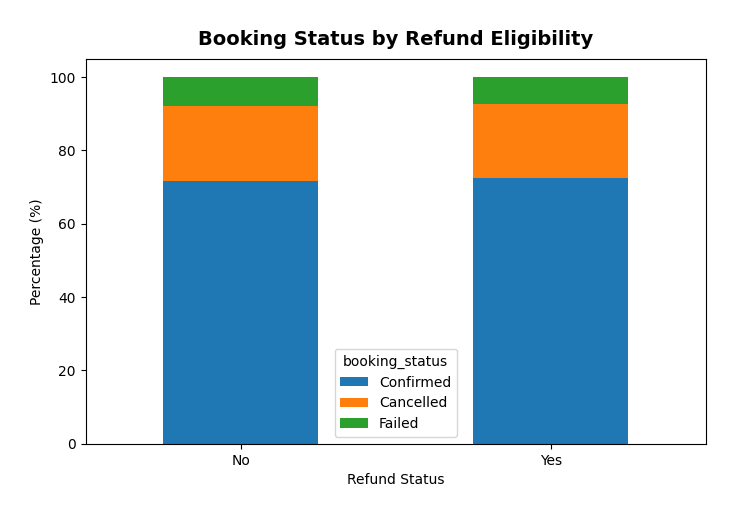 Booking Status by Refund Eligibility
Percentage (%)
100
80
60
40
20
0
booking_status
Confirmed
Cancelled
Failed
No
Yes
Refund Status